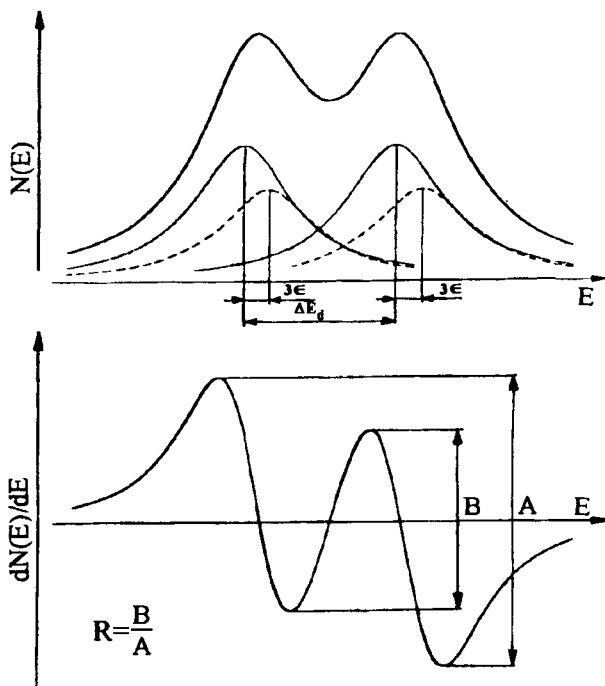 N(E)
3ϵ
3ϵ
E
ΔE_d
dN(E)/dE
B
A
E
R=B/A